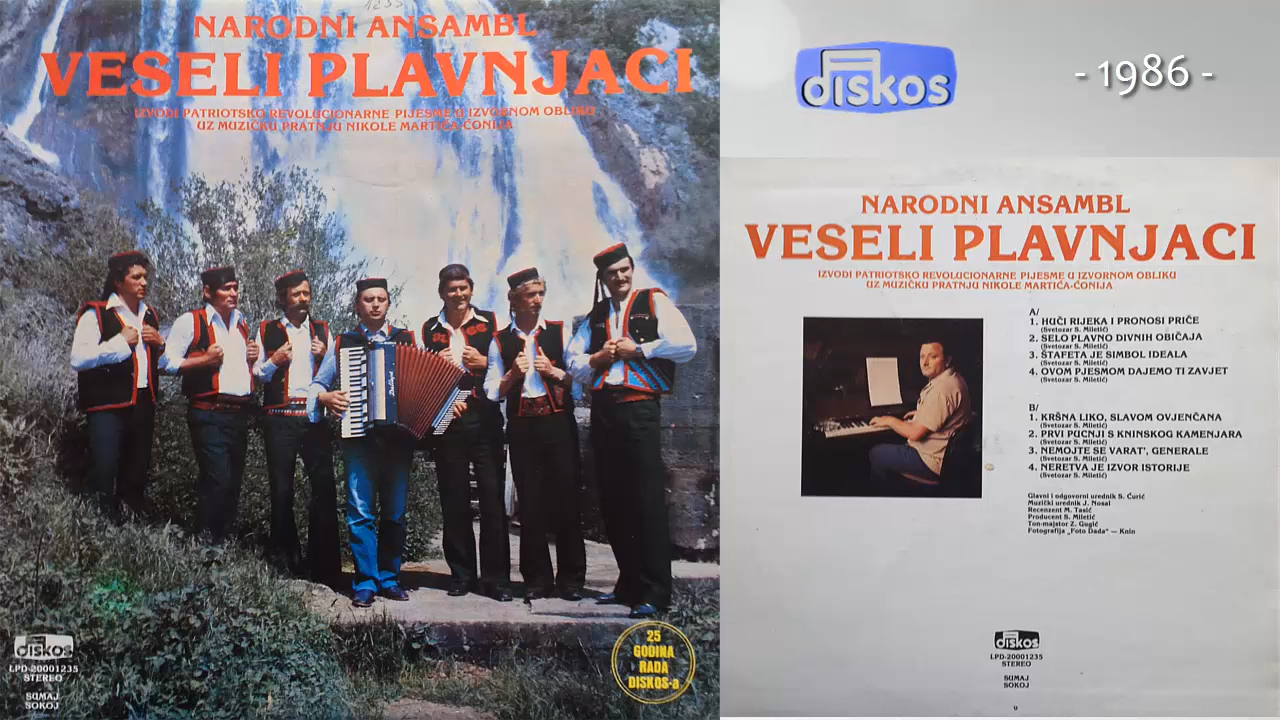 1235
NARODNI ANSAMBL
VESELI PLAVNJACI
IZVODI PATRIOTSKO REVOLUCIONARNE PIJESME U IZVORNOM OBLIKU
UZ MUZIČKU PRATNJU NIKOLE MARTIĆA-ĆONIJA
diskos
LPD-20001235
STEREO
SUMAJ
SOKOJ
25
GODINA
RADA
DISKOS-a
diskos
- 1986 -
NARODNI ANSAMBL
VESELI PLAVNJACI
IZVODI PATRIOTSKO REVOLUCIONARNE PIJESME U IZVORNOM OBLIKU
UZ MUZIČKU PRATNJU NIKOLE MARTIĆA-ĆONIJA
A/
1. HUČI RIJEKA I PRONOSI PRIČE
(Svetozar S. Miletić)
2. SELO PLAVNO DIVNIH OBIČAJA
(Svetozar S. Miletić)
3. ŠTAFETA JE SIMBOL IDEALA
(Svetozar S. Miletić)
4. OVOM PJESMOM DAJEMO TI ZAVJET
(Svetozar S. Miletić)
B/
1. KRŠNA LIKO, SLAVOM OVJENČANA
(Svetozar S. Miletić)
2. PRVI PUCNJI S KNINSKOG KAMENJARA
(Svetozar S. Miletić)
3. NEMOJTE SE VARAT', GENERALE
(Svetozar S. Miletić)
4. NERETVA JE IZVOR ISTORIJE
(Svetozar S. Miletić)
Glavni i odgovorni urednik S. Ćurić
Muzički urednik J. Nosal
Recenzent M. Tasić
Producent S. Miletić
Ton-majstor Z. Gugić
Fotografija „Foto Dada" — Knin
diskos
LPD-20001235
STEREO
SUMAJ
SOKOJ